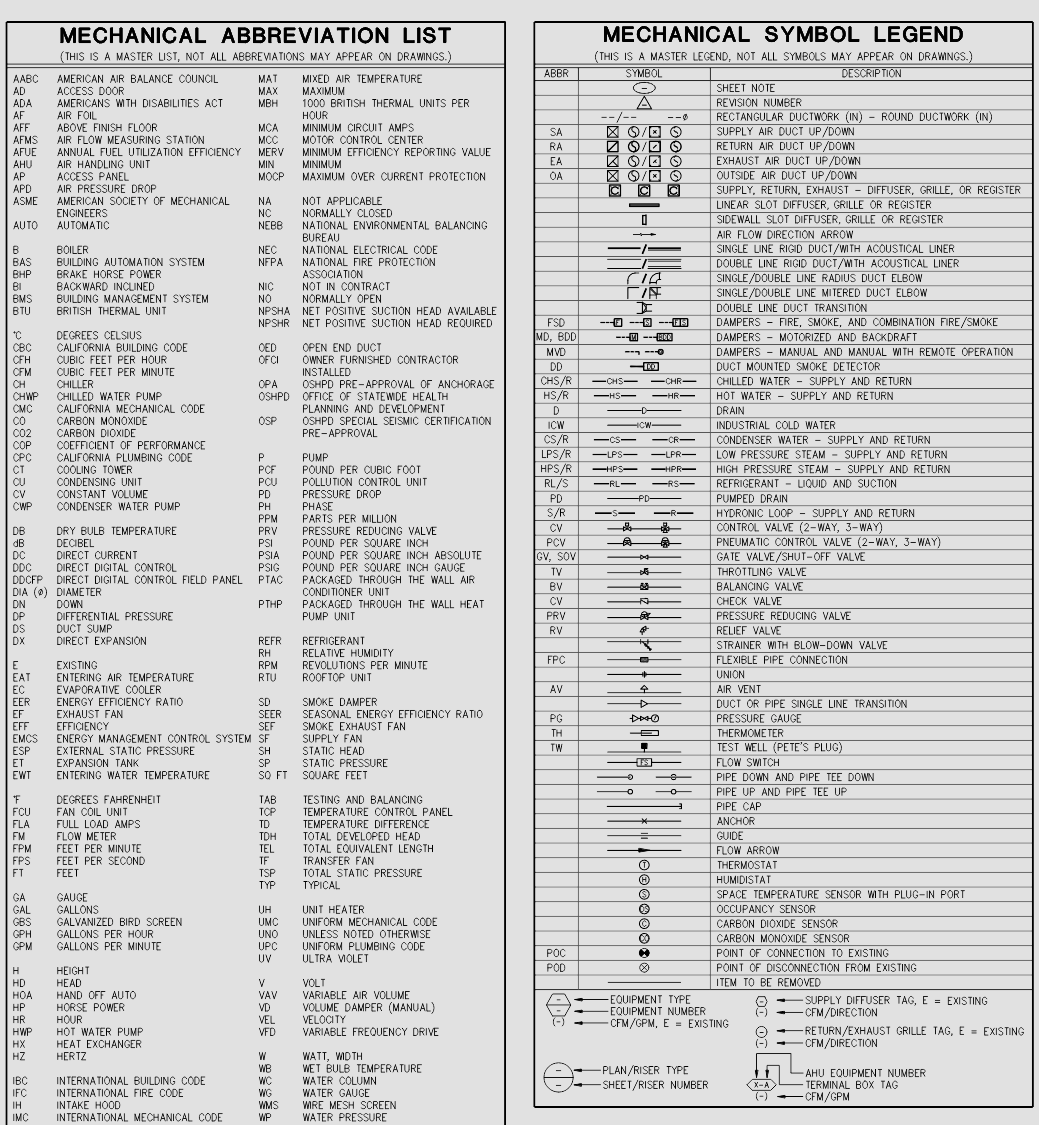 MECHANICAL ABBREVIATION LIST
(THIS IS A MASTER LIST, NOT ALL ABBREVIATIONS MAY APPEAR ON DRAWINGS.)
AABC AMERICAN AIR BALANCE COUNCIL
AD ACCESS DOOR
ADA AMERICANS WITH DISABILITIES ACT
AF AIR FOIL
AFF ABOVE FINISH FLOOR
AFMS AIR FLOW MEASURING STATION
AFUE ANNUAL FUEL UTILIZATION EFFICIENCY
AHU AIR HANDLING UNIT
AP ACCESS PANEL
APD AIR PRESSURE DROP
ASME AMERICAN SOCIETY OF MECHANICAL
ENGINEERS
AUTO AUTOMATIC
B BOILER
BAS BUILDING AUTOMATION SYSTEM
BHP BRAKE HORSE POWER
BI BACKWARD INCLINED
BMS BUILDING MANAGEMENT SYSTEM
BTU BRITISH THERMAL UNIT
°C DEGREES CELSIUS
CBC CALIFORNIA BUILDING CODE
CFH CUBIC FEET PER HOUR
CFM CUBIC FEET PER MINUTE
CH CHILLER
CHWP CHILLED WATER PUMP
CMC CALIFORNIA MECHANICAL CODE
CO CARBON MONOXIDE
CO2 CARBON DIOXIDE
COP COEFFICIENT OF PERFORMANCE
CPC CALIFORNIA PLUMBING CODE
CT COOLING TOWER
CU CONDENSING UNIT
CV CONSTANT VOLUME
CWP CONDENSER WATER PUMP
DB DRY BULB TEMPERATURE
dB DECIBEL
DC DIRECT CURRENT
DDC DIRECT DIGITAL CONTROL
DDCFP DIRECT DIGITAL CONTROL FIELD PANEL
DIA (ø) DIAMETER
DN DOWN
DP DIFFERENTIAL PRESSURE
DS DUCT SUMP
DX DIRECT EXPANSION
E EXISTING
EAT ENTERING AIR TEMPERATURE
EC EVAPORATIVE COOLER
EER ENERGY EFFICIENCY RATIO
EF EXHAUST FAN
EFF EFFICIENCY
EMCS ENERGY MANAGEMENT CONTROL SYSTEM
ESP EXTERNAL STATIC PRESSURE
ET EXPANSION TANK
EWT ENTERING WATER TEMPERATURE
°F DEGREES FAHRENHEIT
FCU FAN COIL UNIT
FLA FULL LOAD AMPS
FM FLOW METER
FPM FEET PER MINUTE
FPS FEET PER SECOND
FT FEET
GA GAUGE
GAL GALLONS
GBS GALVANIZED BIRD SCREEN
GPH GALLONS PER HOUR
GPM GALLONS PER MINUTE
H HEIGHT
HD HEAD
HOA HAND OFF AUTO
HP HORSE POWER
HR HOUR
HWP HOT WATER PUMP
HX HEAT EXCHANGER
HZ HERTZ
IBC INTERNATIONAL BUILDING CODE
IFC INTERNATIONAL FIRE CODE
IH INTAKE HOOD
IMC INTERNATIONAL MECHANICAL CODE
MAT MIXED AIR TEMPERATURE
MAX MAXIMUM
MBH 1000 BRITISH THERMAL UNITS PER
HOUR
MCA MINIMUM CIRCUIT AMPS
MCC MOTOR CONTROL CENTER
MERV MINIMUM EFFICIENCY REPORTING VALUE
MIN MINIMUM
MOCP MAXIMUM OVER CURRENT PROTECTION
NA NOT APPLICABLE
NC NORMALLY CLOSED
NEBB NATIONAL ENVIRONMENTAL BALANCING
BUREAU
NEC NATIONAL ELECTRICAL CODE
NFPA NATIONAL FIRE PROTECTION
ASSOCIATION
NIC NOT IN CONTRACT
NO NORMALLY OPEN
NPSHA NET POSITIVE SUCTION HEAD AVAILABLE
NPSHR NET POSITIVE SUCTION HEAD REQUIRED
OED OPEN END DUCT
OFCI OWNER FURNISHED CONTRACTOR
INSTALLED
OPA OSHPD PRE-APPROVAL OF ANCHORAGE
OSHPD OFFICE OF STATEWIDE HEALTH
PLANNING AND DEVELOPMENT
OSP OSHPD SPECIAL SEISMIC CERTIFICATION
PRE-APPROVAL
P PUMP
PCF POUND PER CUBIC FOOT
PCU POLLUTION CONTROL UNIT
PD PRESSURE DROP
PH PHASE
PPM PARTS PER MILLION
PRV PRESSURE REDUCING VALVE
PSI POUND PER SQUARE INCH
PSIA POUND PER SQUARE INCH ABSOLUTE
PSIG POUND PER SQUARE INCH GAUGE
PTAC PACKAGED THROUGH THE WALL AIR
CONDITIONER UNIT
PTHP PACKAGED THROUGH THE WALL HEAT
PUMP UNIT
REFR REFRIGERANT
RH RELATIVE HUMIDITY
RPM REVOLUTIONS PER MINUTE
RTU ROOFTOP UNIT
SD SMOKE DAMPER
SEER SEASONAL ENERGY EFFICIENCY RATIO
SEF SMOKE EXHAUST FAN
SF SUPPLY FAN
SH STATIC HEAD
SP STATIC PRESSURE
SQ FT SQUARE FEET
TAB TESTING AND BALANCING
TCP TEMPERATURE CONTROL PANEL
TD TEMPERATURE DIFFERENCE
TDH TOTAL DEVELOPED HEAD
TEL TOTAL EQUIVALENT LENGTH
TF TRANSFER FAN
TSP TOTAL STATIC PRESSURE
TYP TYPICAL
UH UNIT HEATER
UMC UNIFORM MECHANICAL CODE
UNO UNLESS NOTED OTHERWISE
UPC UNIFORM PLUMBING CODE
UV ULTRA VIOLET
V VOLT
VAV VARIABLE AIR VOLUME
VD VOLUME DAMPER (MANUAL)
VEL VELOCITY
VFD VARIABLE FREQUENCY DRIVE
W WATT, WIDTH
WB WET BULB TEMPERATURE
WC WATER COLUMN
WG WATER GAUGE
WMS WIRE MESH SCREEN
WP WATER PRESSURE
MECHANICAL SYMBOL LEGEND
(THIS IS A MASTER LEGEND, NOT ALL SYMBOLS MAY APPEAR ON DRAWINGS.)
ABBR SYMBOL DESCRIPTION
SHEET NOTE
REVISION NUMBER
--/-- --ø RECTANGULAR DUCTWORK (IN) - ROUND DUCTWORK (IN)
SA SUPPLY AIR DUCT UP/DOWN
RA RETURN AIR DUCT UP/DOWN
EA EXHAUST AIR DUCT UP/DOWN
OA OUTSIDE AIR DUCT UP/DOWN
C C C SUPPLY, RETURN, EXHAUST - DIFFUSER, GRILLE, OR REGISTER
LINEAR SLOT DIFFUSER, GRILLE OR REGISTER
SIDEWALL SLOT DIFFUSER, GRILLE OR REGISTER
AIR FLOW DIRECTION ARROW
SINGLE LINE RIGID DUCT/WITH ACOUSTICAL LINER
DOUBLE LINE RIGID DUCT/WITH ACOUSTICAL LINER
SINGLE/DOUBLE LINE RADIUS DUCT ELBOW
SINGLE/DOUBLE LINE MITERED DUCT ELBOW
DOUBLE LINE DUCT TRANSITION
FSD F S F/S DAMPERS - FIRE, SMOKE, AND COMBINATION FIRE/SMOKE
MD, BDD M BDD DAMPERS - MOTORIZED AND BACKDRAFT
MVD DAMPERS - MANUAL AND MANUAL WITH REMOTE OPERATION
DD DD DUCT MOUNTED SMOKE DETECTOR
CHS/R CHS CHR CHILLED WATER - SUPPLY AND RETURN
HS/R HS HR HOT WATER - SUPPLY AND RETURN
D D DRAIN
ICW ICW INDUSTRIAL COLD WATER
CS/R CS CR CONDENSER WATER - SUPPLY AND RETURN
LPS/R LPS LPR LOW PRESSURE STEAM - SUPPLY AND RETURN
HPS/R HPS HPR HIGH PRESSURE STEAM - SUPPLY AND RETURN
RL/S RL RS REFRIGERANT - LIQUID AND SUCTION
PD PD PUMPED DRAIN
S/R S R HYDRONIC LOOP - SUPPLY AND RETURN
CV CONTROL VALVE (2-WAY, 3-WAY)
PCV PNEUMATIC CONTROL VALVE (2-WAY, 3-WAY)
GV, SOV GATE VALVE/SHUT-OFF VALVE
TV THROTTLING VALVE
BV BALANCING VALVE
CV CHECK VALVE
PRV PRESSURE REDUCING VALVE
RV RELIEF VALVE
STRAINER WITH BLOW-DOWN VALVE
FPC FLEXIBLE PIPE CONNECTION
UNION
AV AIR VENT
DUCT OR PIPE SINGLE LINE TRANSITION
PG PRESSURE GAUGE
TH THERMOMETER
TW TEST WELL (PETE'S PLUG)
FS FLOW SWITCH
PIPE DOWN AND PIPE TEE DOWN
PIPE UP AND PIPE TEE UP
PIPE CAP
ANCHOR
GUIDE
FLOW ARROW
T THERMOSTAT
H HUMIDISTAT
S SPACE TEMPERATURE SENSOR WITH PLUG-IN PORT
OS OCCUPANCY SENSOR
C CARBON DIOXIDE SENSOR
CARBON MONOXIDE SENSOR
POC POINT OF CONNECTION TO EXISTING
POD POINT OF DISCONNECTION FROM EXISTING
ITEM TO BE REMOVED
- EQUIPMENT TYPE
- EQUIPMENT NUMBER
(-) CFM/GPM, E = EXISTING
- SUPPLY DIFFUSER TAG, E = EXISTING
(-) CFM/DIRECTION
- RETURN/EXHAUST GRILLE TAG, E = EXISTING
(-) CFM/DIRECTION
- PLAN/RISER TYPE
- SHEET/RISER NUMBER
AHU EQUIPMENT NUMBER
X-A TERMINAL BOX TAG
(-) CFM/GPM